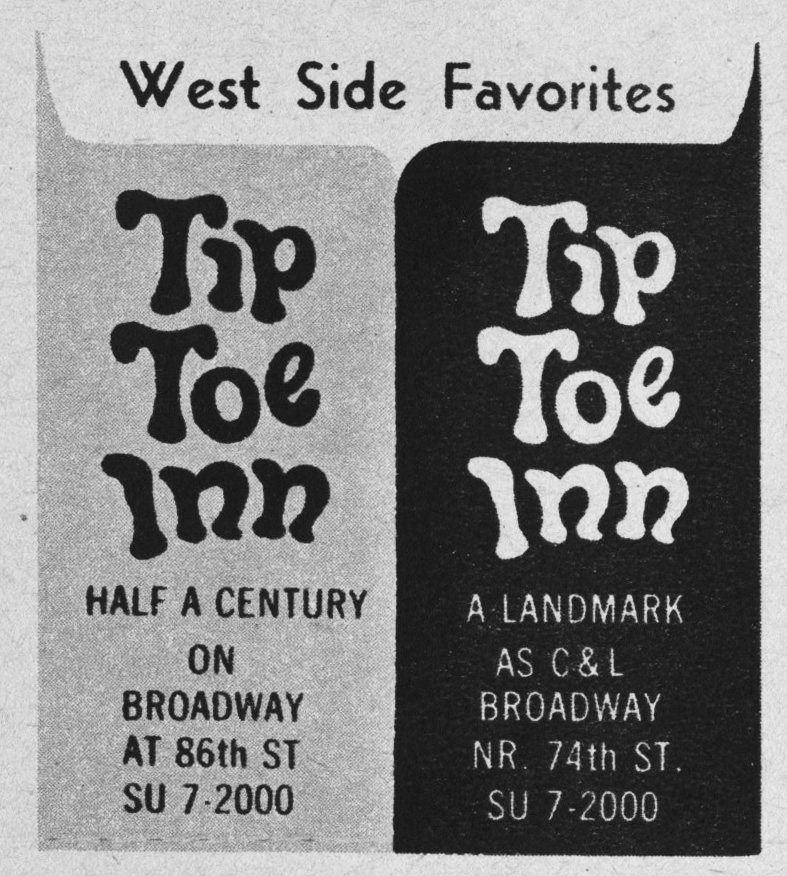 West Side Favorites
Tip
Toe
Inn
HALF A CENTURY
ON
BROADWAY
AT 86th ST
SU 7-2000
Tip
Toe
Inn
A LANDMARK
AS C & L
BROADWAY
NR. 74th ST.
SU 7-2000